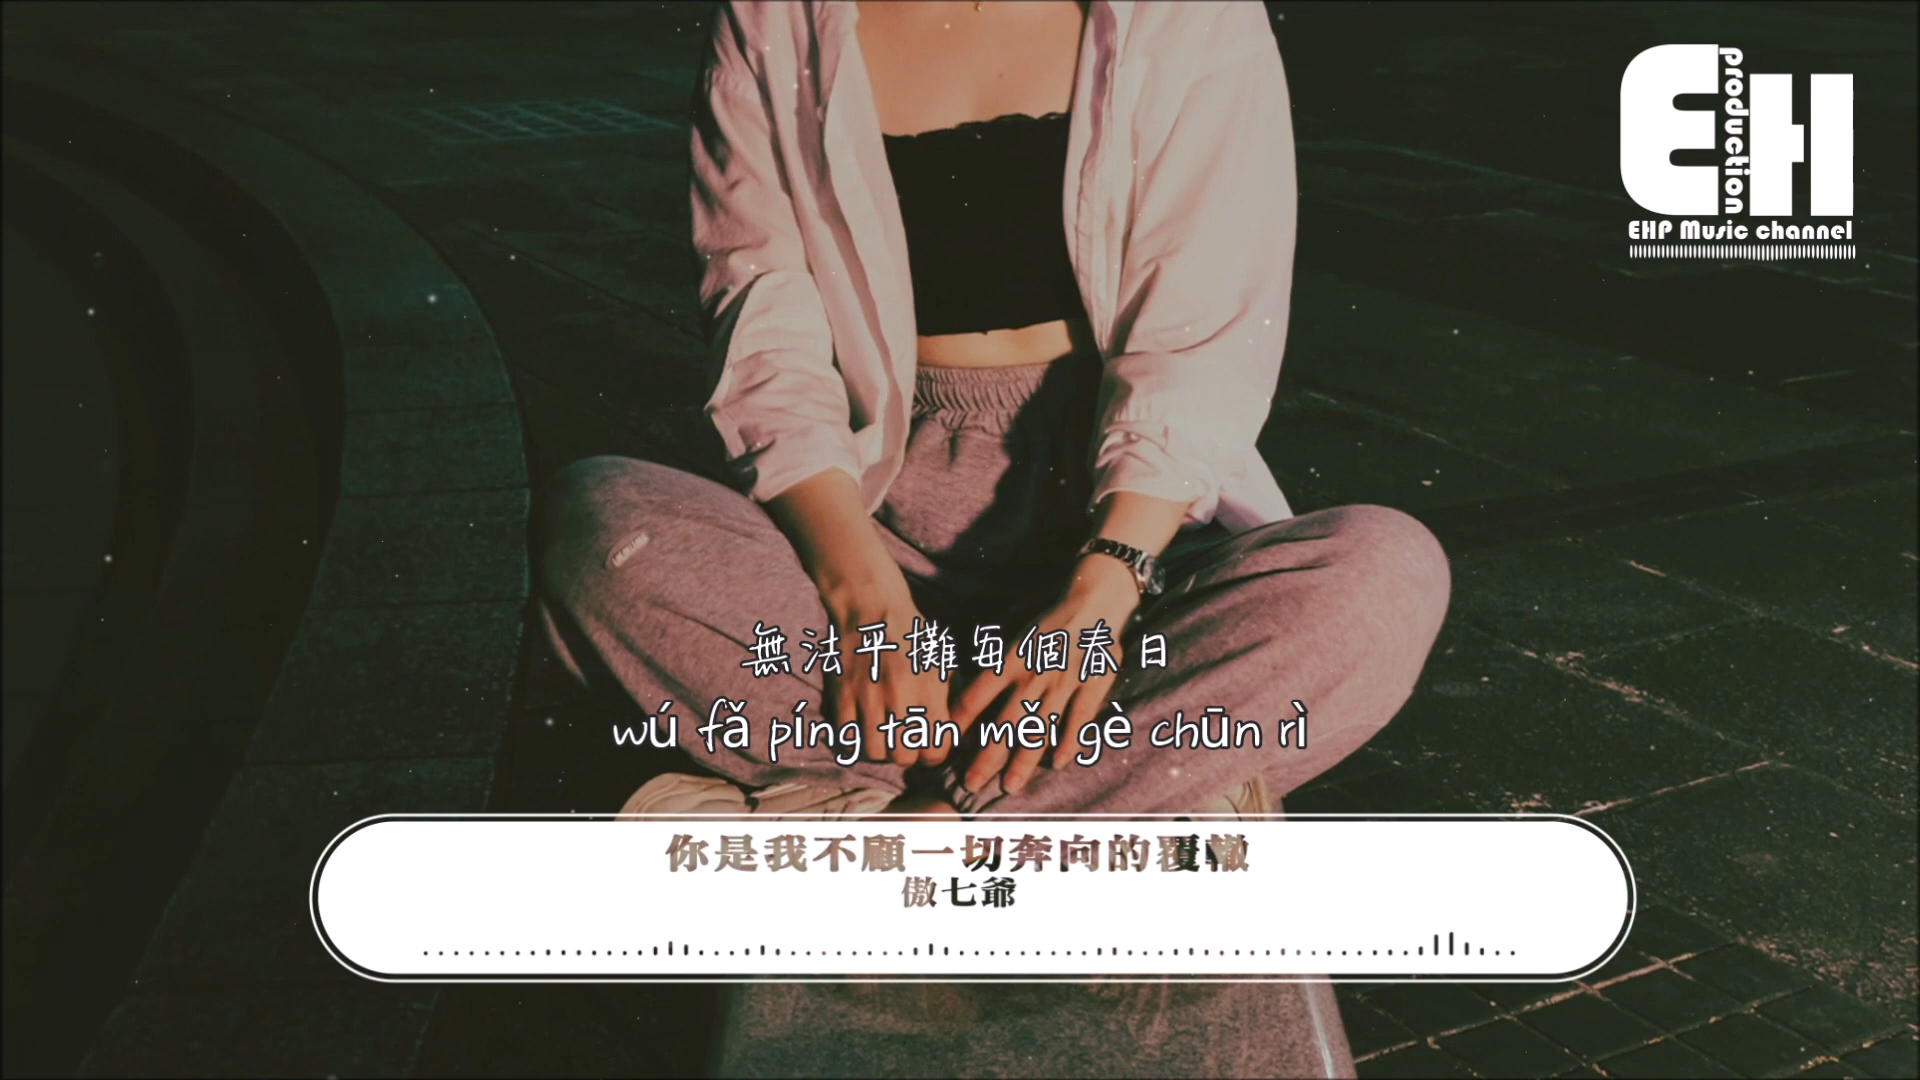 EH
production
EHP Music channel
無法平攤每個春日
wú fǎ píng tān měi gè chūn rì
你是我不顧一切奔向的覆轍
傲七爺